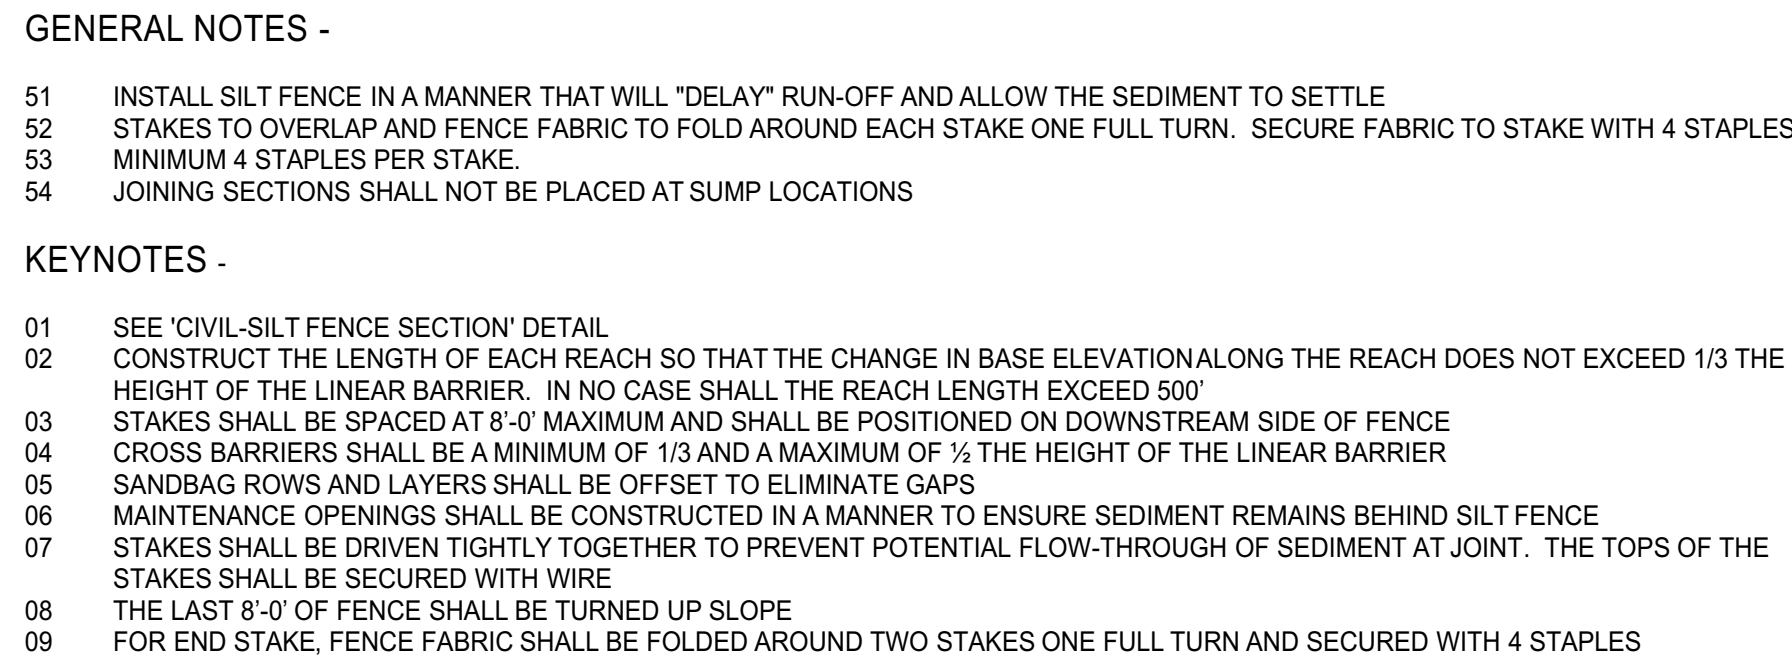 GENERAL NOTES -
51 INSTALL SILT FENCE IN A MANNER THAT WILL "DELAY" RUN-OFF AND ALLOW THE SEDIMENT TO SETTLE
52 STAKES TO OVERLAP AND FENCE FABRIC TO FOLD AROUND EACH STAKE ONE FULL TURN. SECURE FABRIC TO STAKE WITH 4 STAPLES
53 MINIMUM 4 STAPLES PER STAKE.
54 JOINING SECTIONS SHALL NOT BE PLACED AT SUMP LOCATIONS
KEYNOTES -
01 SEE 'CIVIL-SILT FENCE SECTION' DETAIL
02 CONSTRUCT THE LENGTH OF EACH REACH SO THAT THE CHANGE IN BASE ELEVATION ALONG THE REACH DOES NOT EXCEED 1/3 THE
HEIGHT OF THE LINEAR BARRIER. IN NO CASE SHALL THE REACH LENGTH EXCEED 500’
03 STAKES SHALL BE SPACED AT 8’-0’ MAXIMUM AND SHALL BE POSITIONED ON DOWNSTREAM SIDE OF FENCE
04 CROSS BARRIERS SHALL BE A MINIMUM OF 1/3 AND A MAXIMUM OF ½ THE HEIGHT OF THE LINEAR BARRIER
05 SANDBAG ROWS AND LAYERS SHALL BE OFFSET TO ELIMINATE GAPS
06 MAINTENANCE OPENINGS SHALL BE CONSTRUCTED IN A MANNER TO ENSURE SEDIMENT REMAINS BEHIND SILT FENCE
07 STAKES SHALL BE DRIVEN TIGHTLY TOGETHER TO PREVENT POTENTIAL FLOW-THROUGH OF SEDIMENT AT JOINT. THE TOPS OF THE
STAKES SHALL BE SECURED WITH WIRE
08 THE LAST 8’-0’ OF FENCE SHALL BE TURNED UP SLOPE
09 FOR END STAKE, FENCE FABRIC SHALL BE FOLDED AROUND TWO STAKES ONE FULL TURN AND SECURED WITH 4 STAPLES